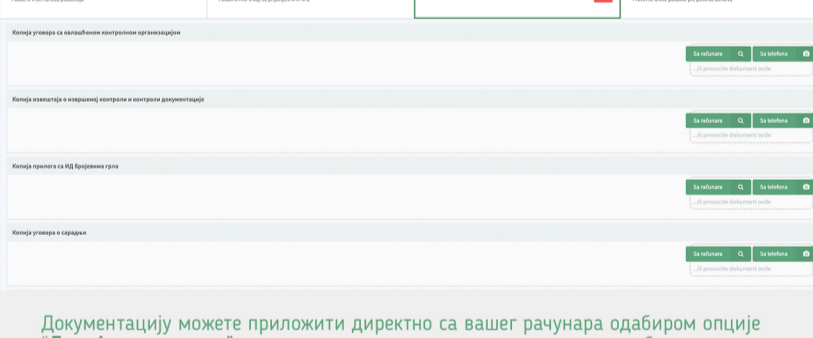 Копија уговора са овлашћеном контролном организацијом
Sa računara Sa telefona
...ili prevucite dokument ovde
Копија извештаја о извршеној контроли и контроли документације
Sa računara Sa telefona
...ili prevucite dokument ovde
Копија прилога са ИД бројевима грла
Sa računara Sa telefona
...ili prevucite dokument ovde
Копија уговора о сарадњи
Sa računara Sa telefona
...ili prevucite dokument ovde
Документацију можете приложити директно са вашег рачунара одабиром опције